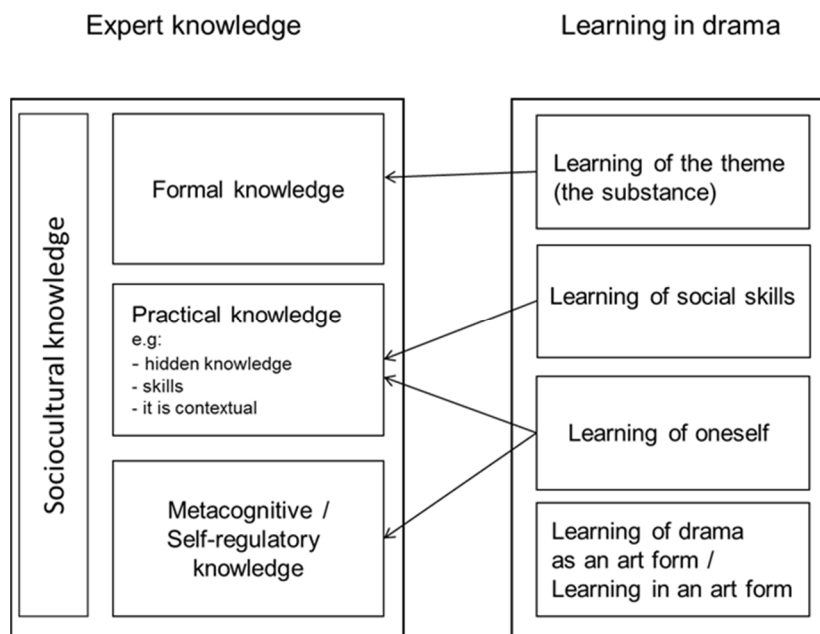 Expert knowledge
Learning in drama
Sociocultural knowledge
Formal knowledge
Practical knowledge
e.g:
- hidden knowledge
- skills
- it is contextual
Metacognitive /
Self-regulatory
knowledge
Learning of the theme
(the substance)
Learning of social skills
Learning of oneself
Learning of drama
as an art form /
Learning in an art form